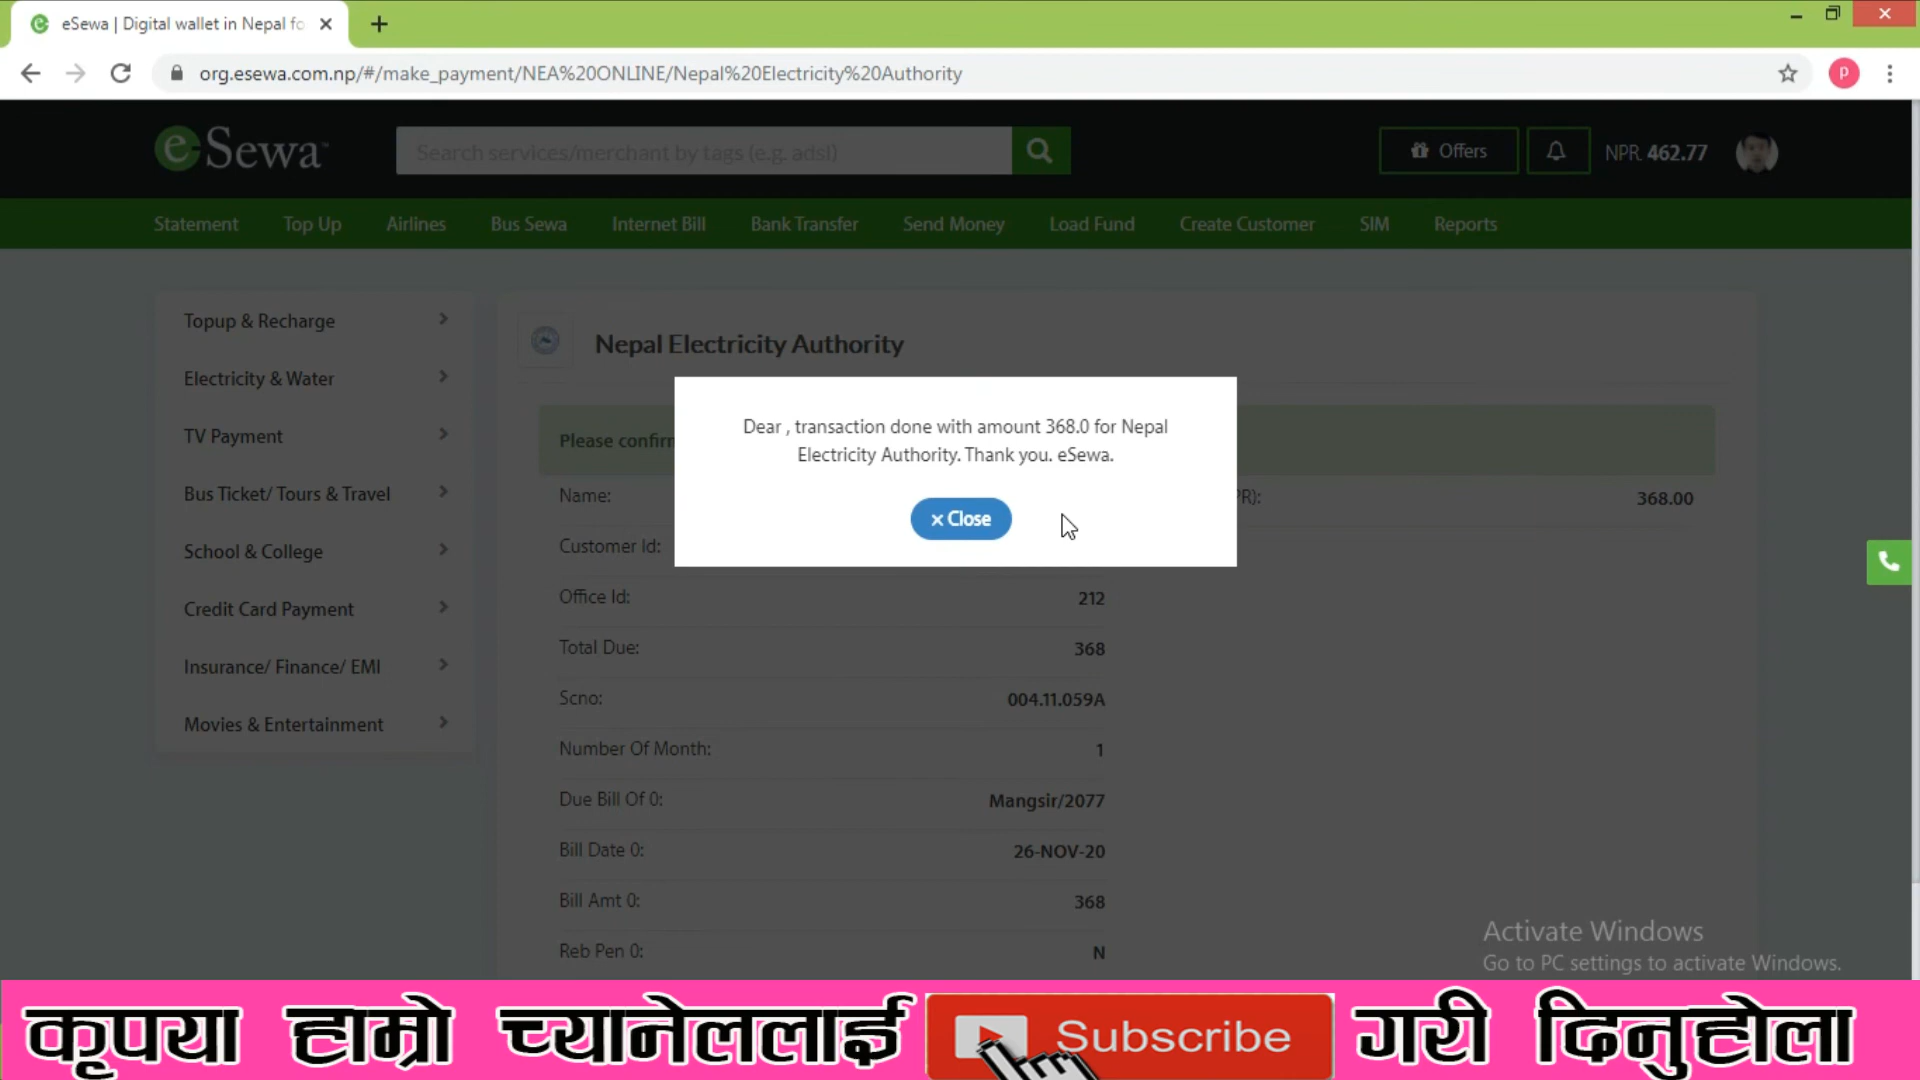 eSewa | Digital wallet in Nepal fo
org.esewa.com.np/#/make_payment/NEA%20ONLINE/Nepal%20Electricity%20Authority
P
eSewa
Search services/merchant by tags (e.g. adsl)
Offers
NPR. 462.77
Statement Top Up Airlines Bus Sewa Internet Bill Bank Transfer Send Money Load Fund Create Customer SIM Reports
Topup & Recharge
Electricity & Water
TV Payment
Bus Ticket/ Tours & Travel
School & College
Credit Card Payment
Insurance/ Finance/ EMI
Movies & Entertainment
Nepal Electricity Authority
Please confirm
Dear , transaction done with amount 368.0 for Nepal
Electricity Authority. Thank you. eSewa.
× Close
Name:
PR): 368.00
Customer Id:
Office Id: 212
Total Due: 368
Scno: 004.11.059A
Number Of Month: 1
Due Bill Of 0: Mangsir/2077
Bill Date 0: 26-NOV-20
Bill Amt 0: 368
Reb Pen 0: N
Activate Windows
Go to PC settings to activate Windows.
कृपया हाम्रो च्यानेललाई Subscribe गरी दिनुहोला